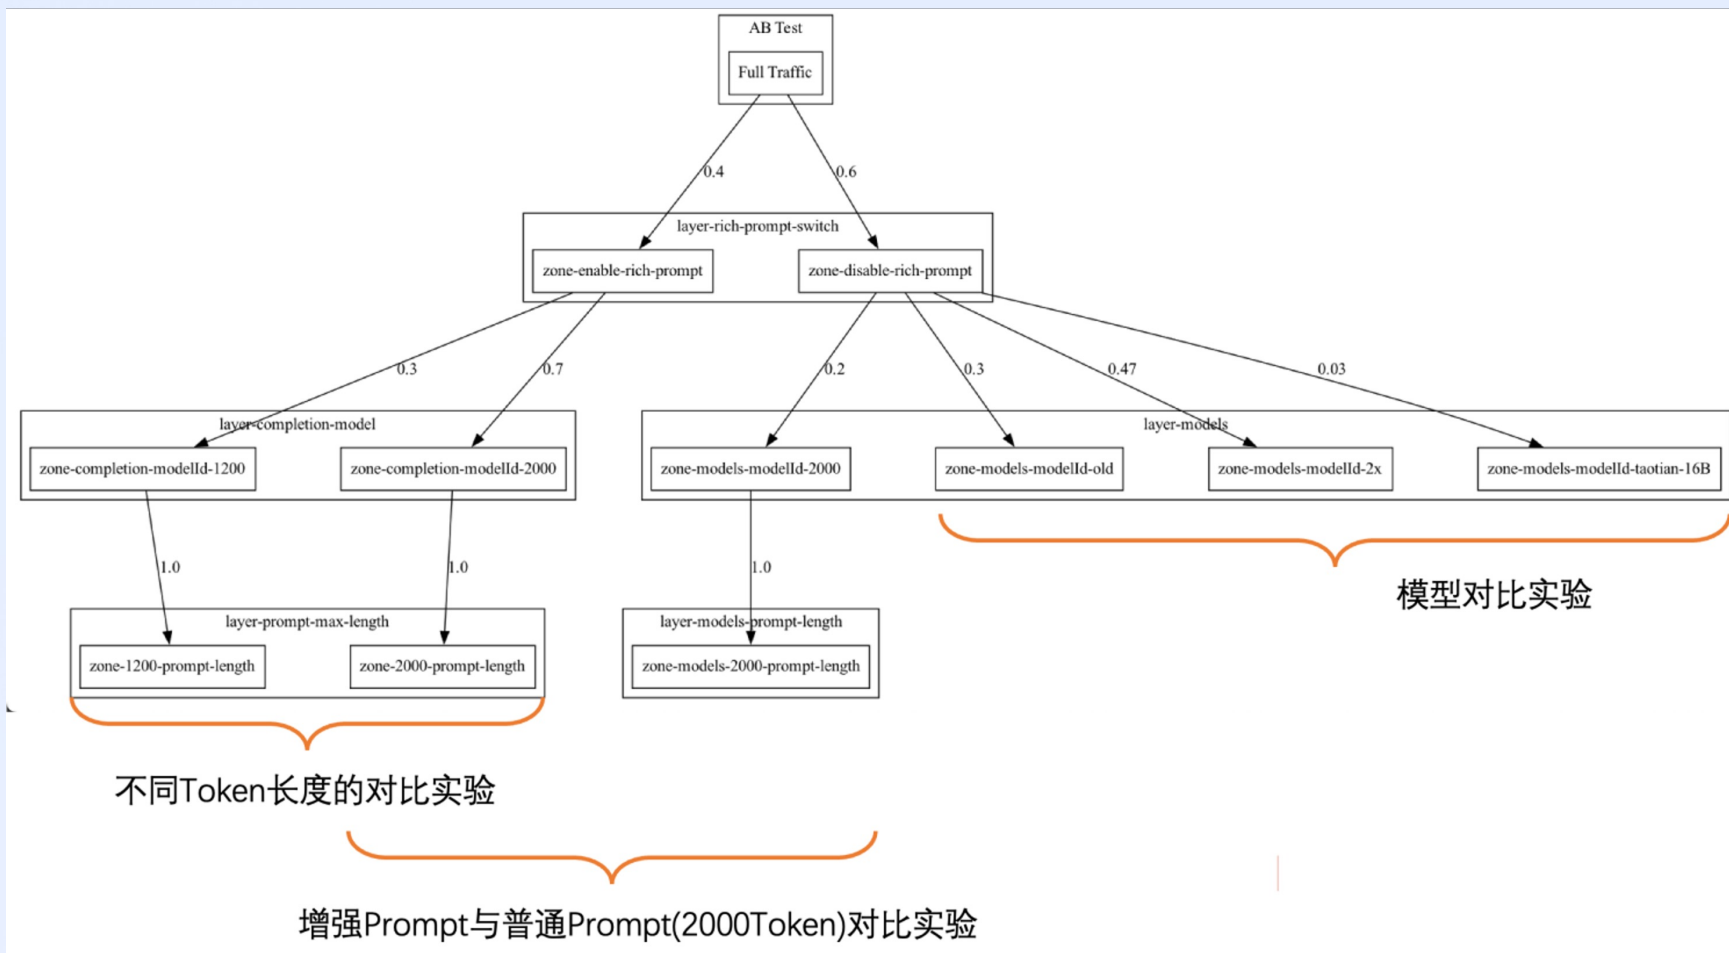 AB Test
Full Traffic
0.4
0.6
layer-rich-prompt-switch
zone-enable-rich-prompt
zone-disable-rich-prompt
0.3
0.7
0.2
0.3
0.47
0.03
layer-completion-model
layer-models
zone-completion-modelId-1200
zone-completion-modelId-2000
zone-models-modelId-2000
zone-models-modelId-old
zone-models-modelId-2x
zone-models-modelId-taotian-16B
1.0
1.0
1.0
模型对比实验
layer-prompt-max-length
layer-models-prompt-length
zone-1200-prompt-length
zone-2000-prompt-length
zone-models-2000-prompt-length
不同Token长度的对比实验
增强Prompt与普通Prompt(2000Token)对比实验